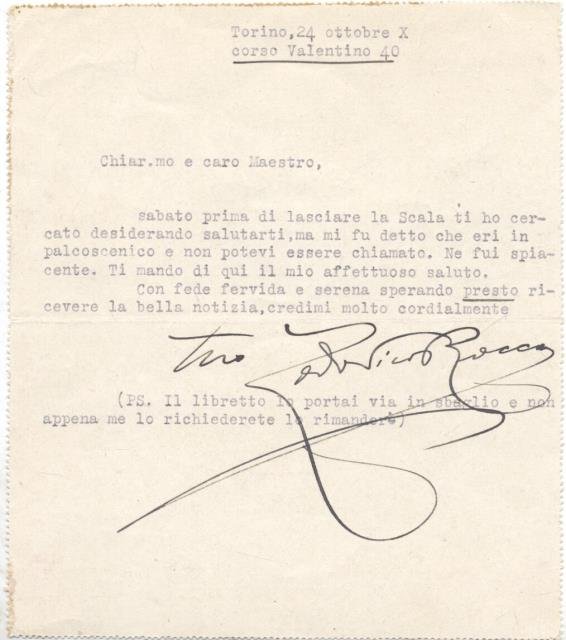 Torino,24 ottobre X
corso Valentino 40
Chiar.mo e caro Maestro,
sabato prima di lasciare la Scala ti ho cer-
cato desiderando salutarti,ma mi fu detto che eri in
palcoscenico e non potevi essere chiamato. Ne fui spia-
cente. Ti mando di qui il mio affettuoso saluto.
Con fede fervida e serena sperando presto ri-
cevere la bella notizia,credimi molto cordialmente
tuo Lodovico Rocca
(PS. Il libretto lo portai via in sbaglio e non
appena me lo richiederete lo rimanderò)